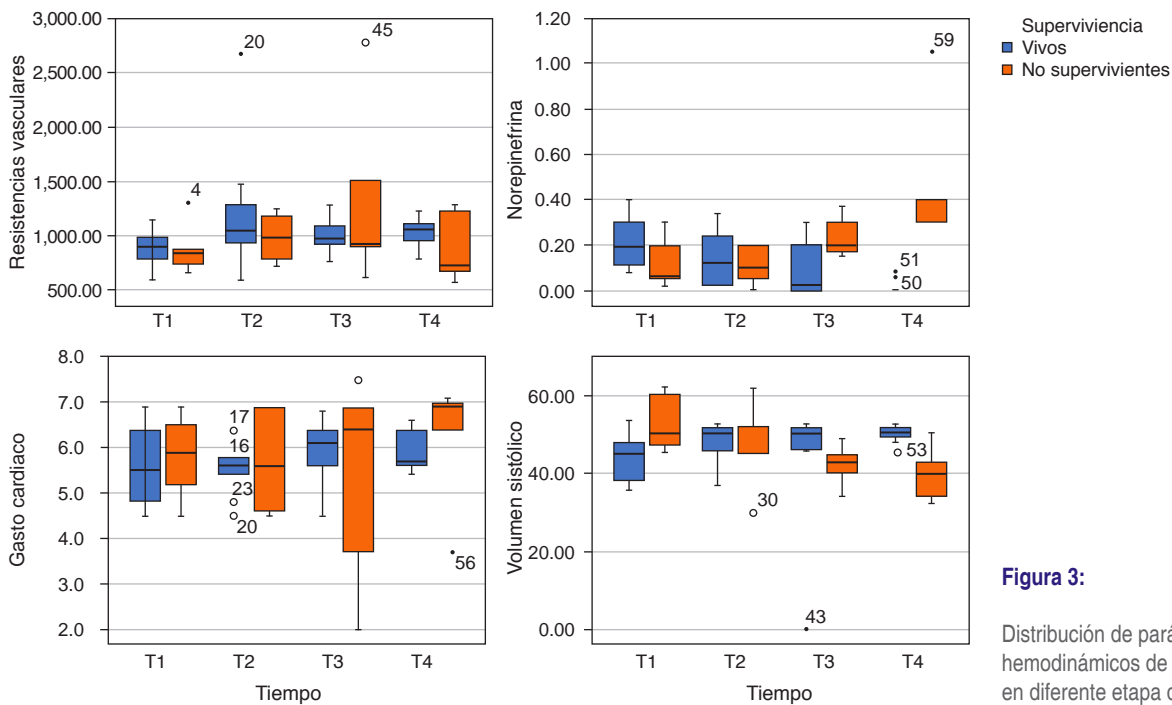 3,000.00
2,500.00
2,000.00
1,500.00
1,000.00
500.00
Resistencias vasculares
4
20
45
T1 T2 T3 T4
1.20
1.00
0.80
0.60
0.40
0.20
0.00
Norepinefrina
59
51
50
T1 T2 T3 T4
Superviviencia
Vivos
No supervivientes
8.0
7.0
6.0
5.0
4.0
3.0
2.0
Gasto cardiaco
17
16
23
20
56
T1 T2 T3 T4
Tiempo
60.00
40.00
20.00
0.00
Volumen sistólico
30
43
53
T1 T2 T3 T4
Tiempo
Figura 3:
Distribución de
hemodinámicos de
en diferente etapa